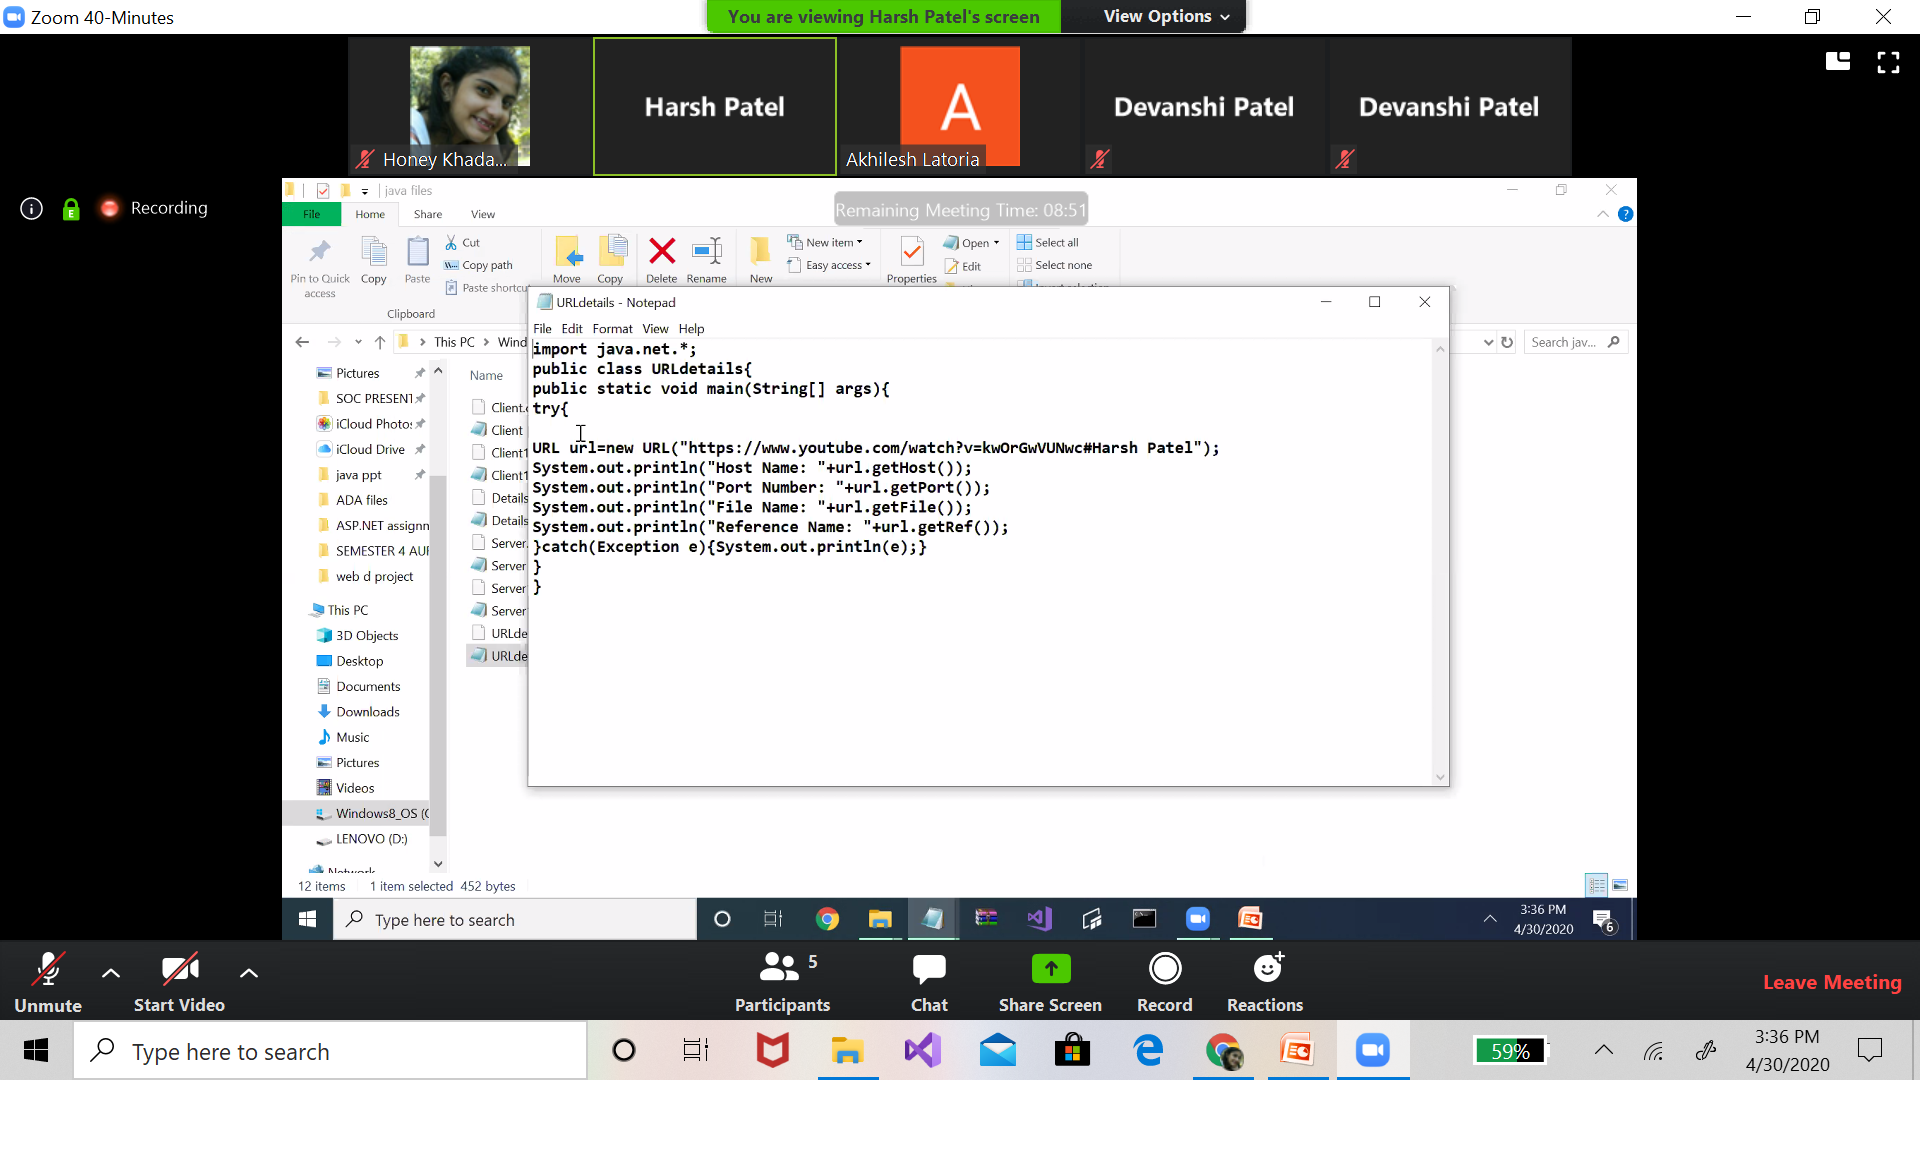 Zoom 40-Minutes
You are viewing Harsh Patel's screen
View Options
Honey Khada...
Harsh Patel
A
Akhilesh Latoria
Devanshi Patel
Devanshi Patel
Recording
java files
Remaining Meeting Time: 08:51
File Home Share View
Pin to Quick access
Copy
Paste
Cut
Copy path
Paste shortcu
Clipboard
Move
Copy
Delete
Rename
New
New item
Easy access
Properties
Open
Edit
Select all
Select none
This PC > Wind
Search jav...
Name
Pictures
SOC PRESENT
iCloud Photo:
iCloud Drive
java ppt
ADA files
ASP.NET assignm
SEMESTER 4 AU
web d project
This PC
3D Objects
Desktop
Documents
Downloads
Music
Pictures
Videos
Windows8_OS (
LENOVO (D:)
Client.
Client
Client1
Client1
Details
Details
Server.
Server
Server
Server
URLde
URLde
URLdetails - Notepad
File Edit Format View Help
import java.net.*;
public class URLdetails{
public static void main(String[] args){
try{
URL url=new URL("https://www.youtube.com/watch?v=kwOrGwVUNwc#Harsh Patel");
System.out.println("Host Name: "+url.getHost());
System.out.println("Port Number: "+url.getPort());
System.out.println("File Name: "+url.getFile());
System.out.println("Reference Name: "+url.getRef());
}catch(Exception e){System.out.println(e);}
}
}
12 items 1 item selected 452 bytes
Type here to search
3:36 PM
4/30/2020
6
Unmute
Start Video
Participants 5
Chat
Share Screen
Record
Reactions
Leave Meeting
Type here to search
59%
3:36 PM
4/30/2020